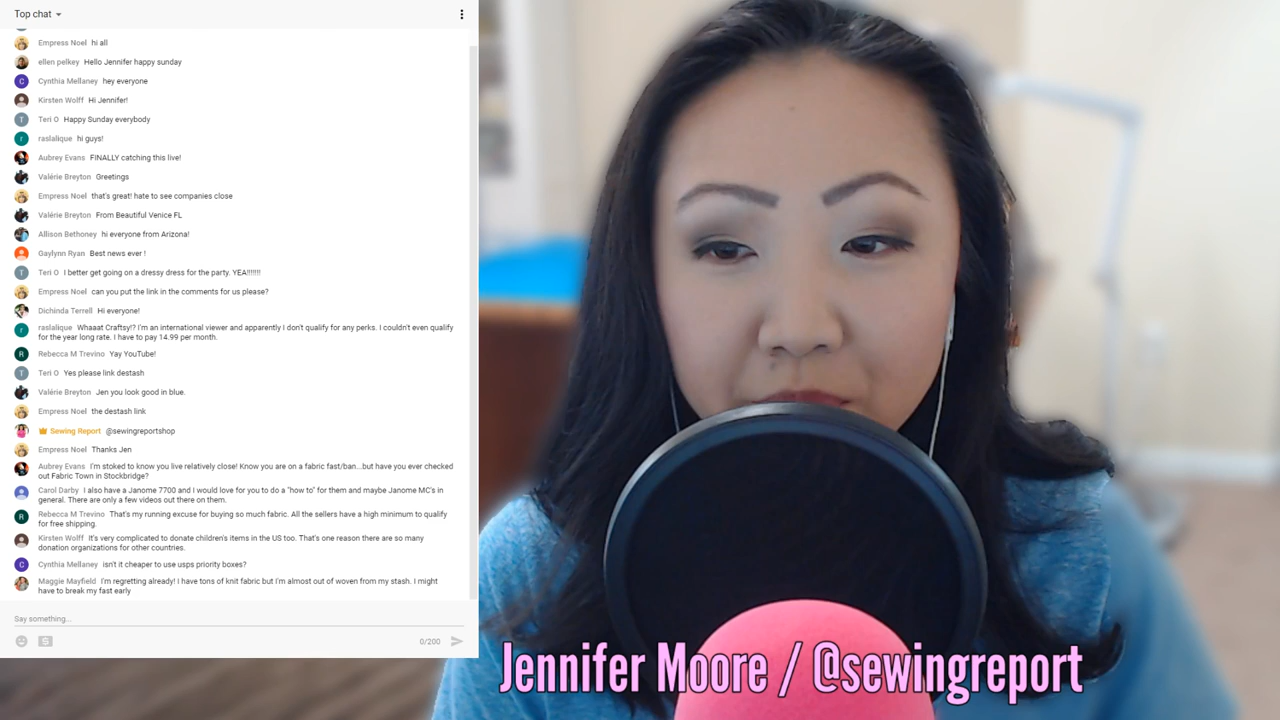 Top chat
Empress Noel hi all
ellen pelkey Hello Jennifer happy sunday
C Cynthia Mellaney hey everyone
Kirsten Wolff Hi Jennifer!
T Teri O Happy Sunday everybody
r raslalique hi guys!
Aubrey Evans FINALLY catching this live!
Valérie Breyton Greetings
Empress Noel that's great! hate to see companies close
Valérie Breyton From Beautiful Venice FL
Allison Bethoney hi everyone from Arizona!
Gaylynn Ryan Best news ever !
T Teri O I better get going on a dressy dress for the party. YEA!!!!!!!
Empress Noel can you put the link in the comments for us please?
Dichinda Terrell Hi everyone!
r raslalique Whaaat Craftsy!? I'm an international viewer and apparently I don't qualify for any perks. I couldn't even qualify
for the year long rate. I have to pay 14.99 per month.
R Rebecca M Trevino Yay YouTube!
T Teri O Yes please link destash
Valérie Breyton Jen you look good in blue.
Empress Noel the destash link
Sewing Report @sewingreportshop
Empress Noel Thanks Jen
Aubrey Evans I'm stoked to know you live relatively close! Know you are on a fabric fast/ban...but have you ever checked
out Fabric Town in Stockbridge?
Carol Darby I also have a Janome 7700 and I would love for you to do a "how to" for them and maybe Janome MC's in
general. There are only a few videos out there on them.
R Rebecca M Trevino That's my running excuse for buying so much fabric. All the sellers have a high minimum to qualify
for free shipping.
Kirsten Wolff It's very complicated to donate children's items in the US too. That's one reason there are so many
donation organizations for other countries.
C Cynthia Mellaney isn't it cheaper to use usps priority boxes?
Maggie Mayfield I'm regretting already! I have tons of knit fabric but I'm almost out of woven from my stash. I might
have to break my fast early
Say something...
0/200
Jennifer Moore / @sewingreport